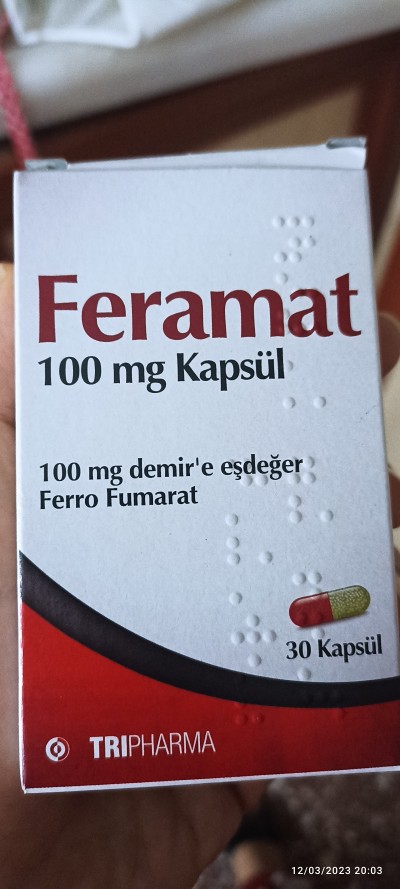 Feramat
100 mg Kapsül
100 mg demir'e eşdeğer
Ferro Fumarat
30 Kapsül
TRIPHARMA
12/03/2023 20:03